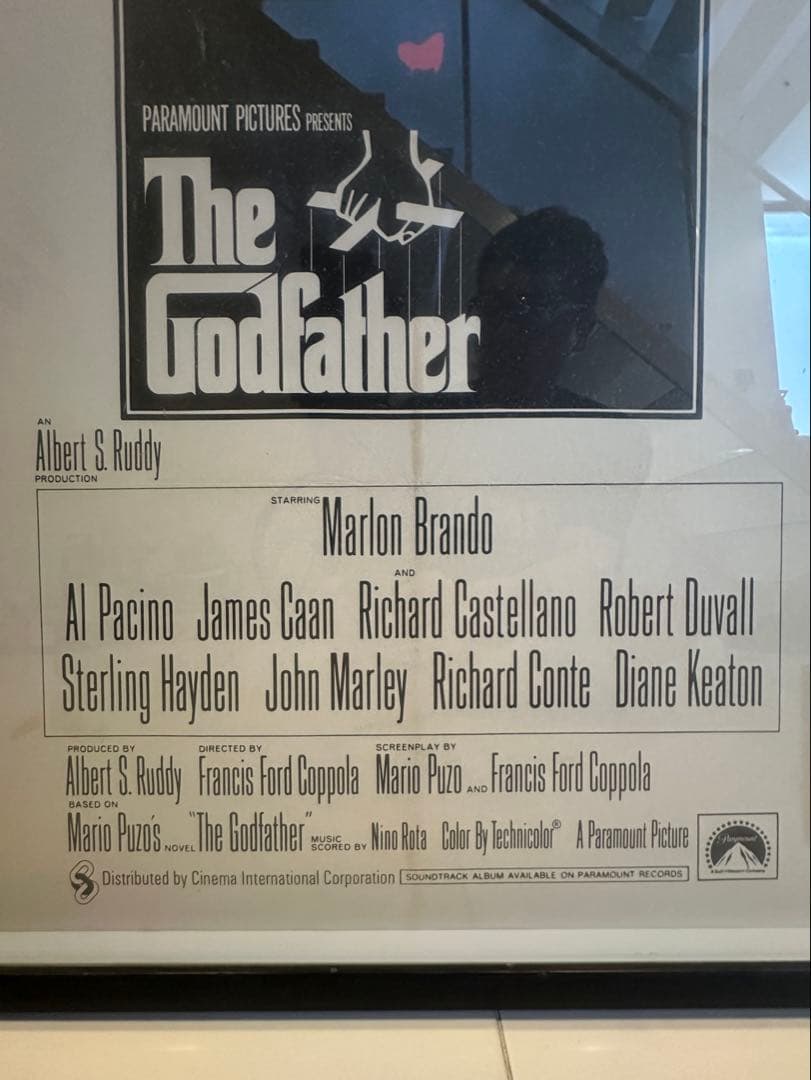 PARAMOUNT PICTURES PRESENTS
The
Godfather
AN
Albert S. Ruddy
PRODUCTION
STARRING Marlon Brando
AND
Al Pacino James Caan Richard Castellano Robert Duvall
Sterling Hayden John Marley Richard Conte Diane Keaton
PRODUCED BY DIRECTED BY SCREENPLAY BY
Albert S. Ruddy Francis Ford Coppola Mario Puzo AND Francis Ford Coppola
BASED ON
Mario Puzo's NOVEL "The Godfather" MUSIC SCORED BY Nino Rota Color By Technicolor® A Paramount Picture
Paramount
Distributed by Cinema International Corporation SOUNDTRACK ALBUM AVAILABLE ON PARAMOUNT RECORDS